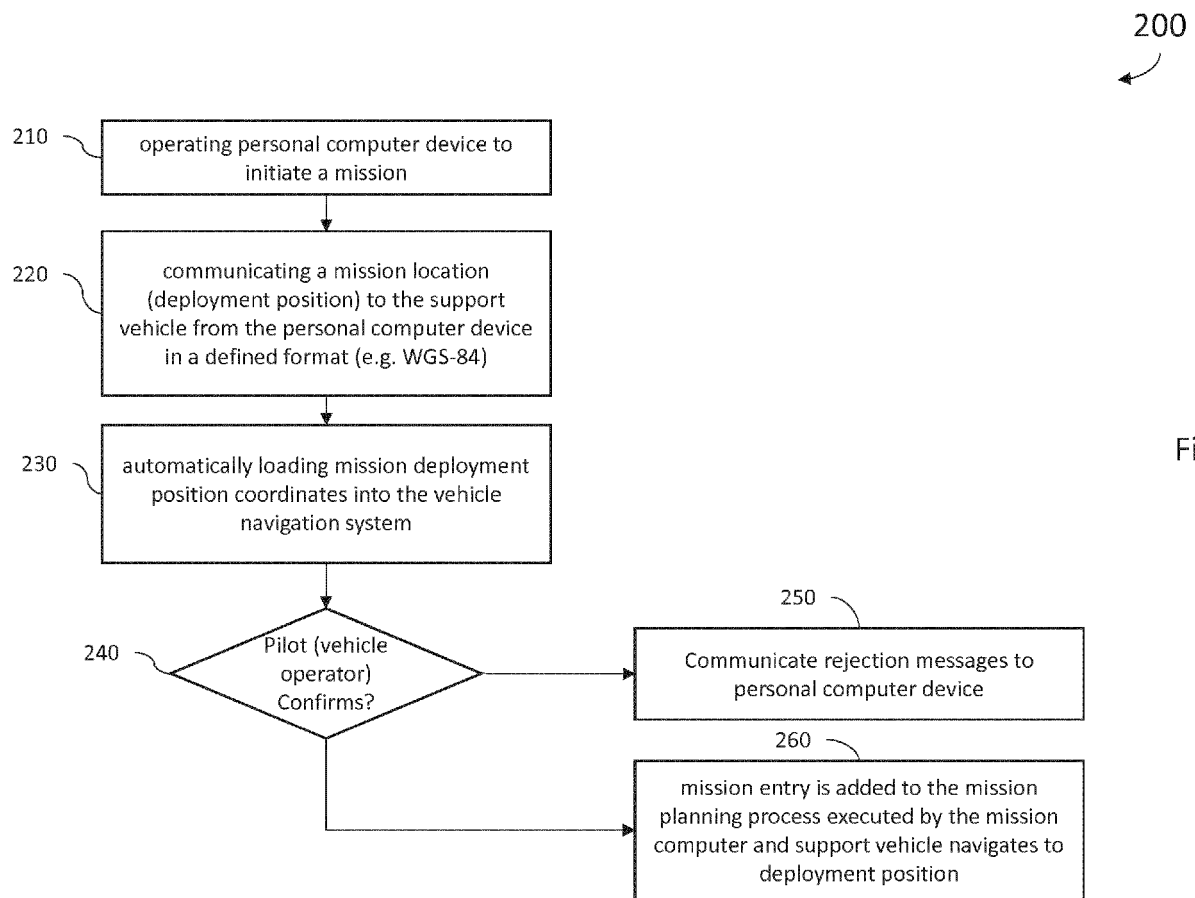 200
210
operating personal computer device to
initiate a mission
220
communicating a mission location
(deployment position) to the support
vehicle from the personal computer device
in a defined format (e.g. WGS-84)
230
automatically loading mission deployment
position coordinates into the vehicle
navigation system
Fi
240
Pilot (vehicle
operator)
Confirms?
250
Communicate rejection messages to
personal computer device
260
mission entry is added to the mission
planning process executed by the mission
computer and support vehicle navigates to
deployment position